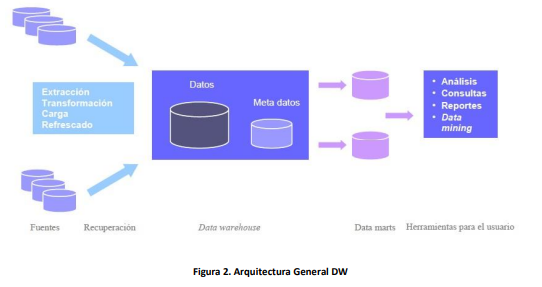 Extracción
Transformación
Carga
Refrescado
Datos
Meta datos
• Análisis
• Consultas
• Reportes
• Data
mining
Fuentes
Recuperación
Data warehouse
Data marts
Herramientas para el usuario
Figura 2. Arquitectura General DW